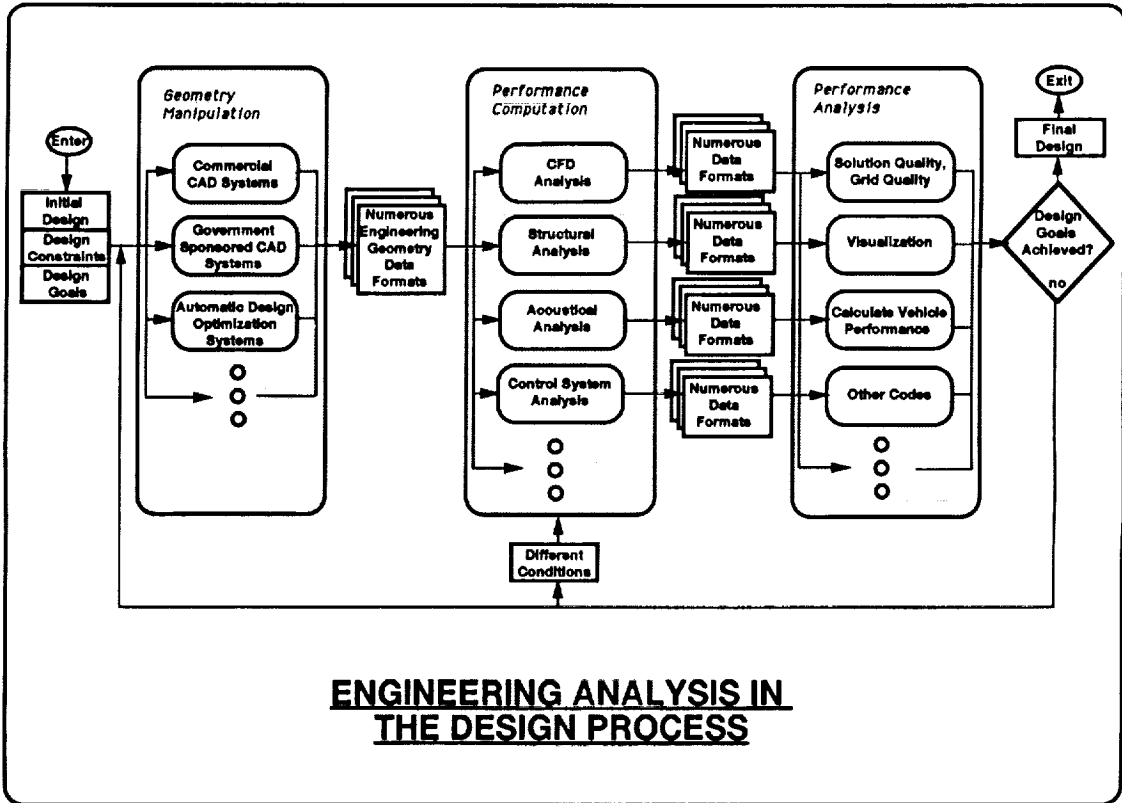 Enter
Initial
Design
Design
Constraints
Design
Goals
Geometry
Manipulation
Commercial
CAD Systems
Government
Sponsored CAD
Systems
Automatic Design
Optimization
Systems
Numerous
Engineering
Geometry
Data
Formats
Performance
Computation
CFD
Analysis
Structural
Analysis
Acoustical
Analysis
Control System
Analysis
Different
Conditions
Numerous
Data
Formats
Numerous
Data
Formats
Numerous
Data
Formats
Numerous
Data
Formats
Performance
Analysis
Solution Quality,
Grid Quality
Visualization
Calculate Vehicle
Performance
Other Codes
Exit
Final
Design
Design
Goals
Achieved?
no
ENGINEERING ANALYSIS IN
THE DESIGN PROCESS